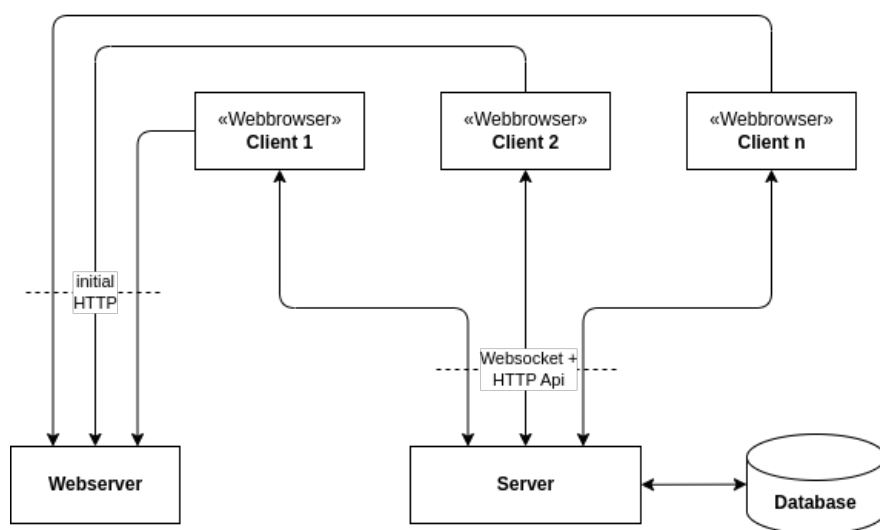 «Webbrowser»
Client 1
«Webbrowser»
Client 2
«Webbrowser»
Client n
initial
HTTP
Websocket +
HTTP Api
Webserver
Server
Database